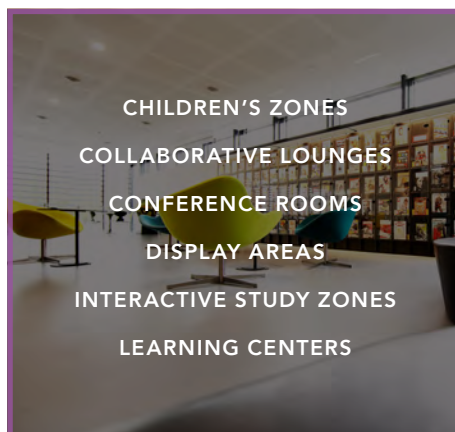 CHILDREN’S ZONES
COLLABORATIVE LOUNGES
CONFERENCE ROOMS
DISPLAY AREAS
INTERACTIVE STUDY ZONES
LEARNING CENTERS